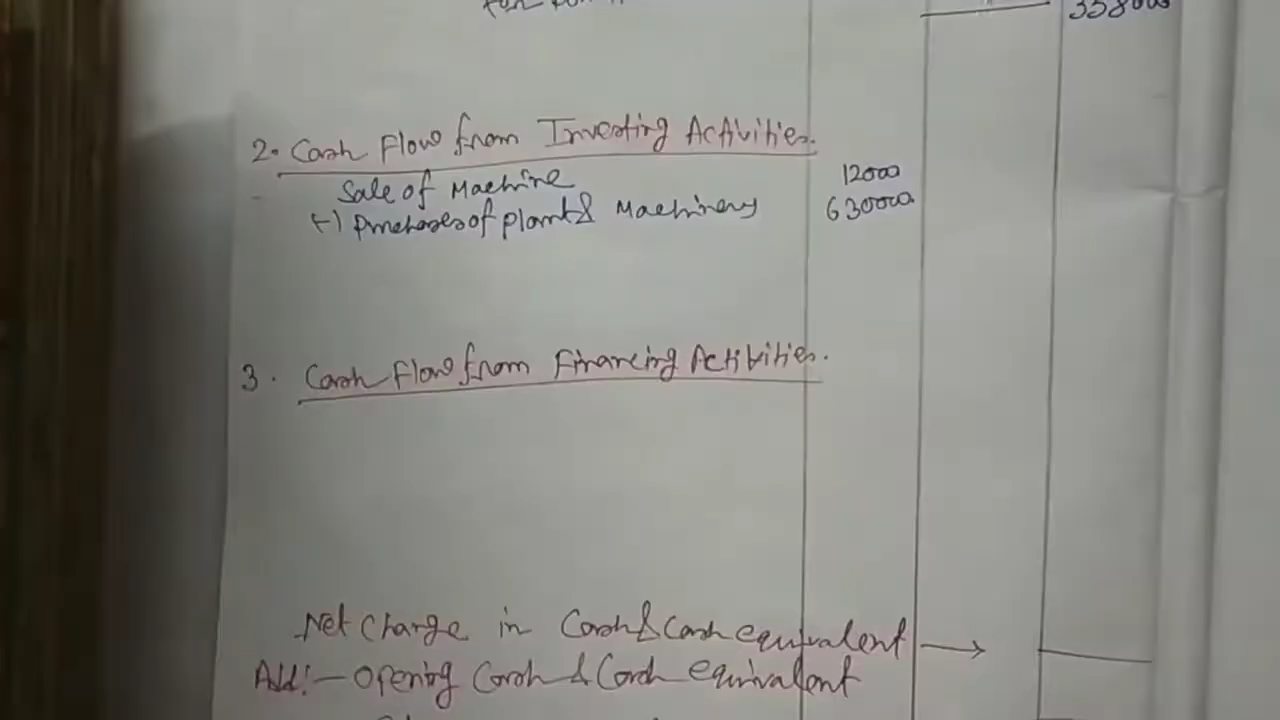 338000
2. Cash Flow from Investing Activities.
Sale of Machine 12000
(-) Purchases of plant & Machinery 630000
3. Cash Flow from Financing Activities.
Net Change in Cash & Cash equivalent →
Add:- Opening Cash & Cash equivalent